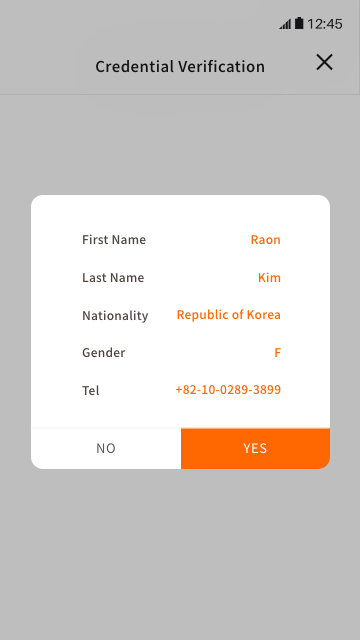 12:45
Credential Verification
First Name Raon
Last Name Kim
Nationality Republic of Korea
Gender F
Tel +82-10-0289-3899
NO YES